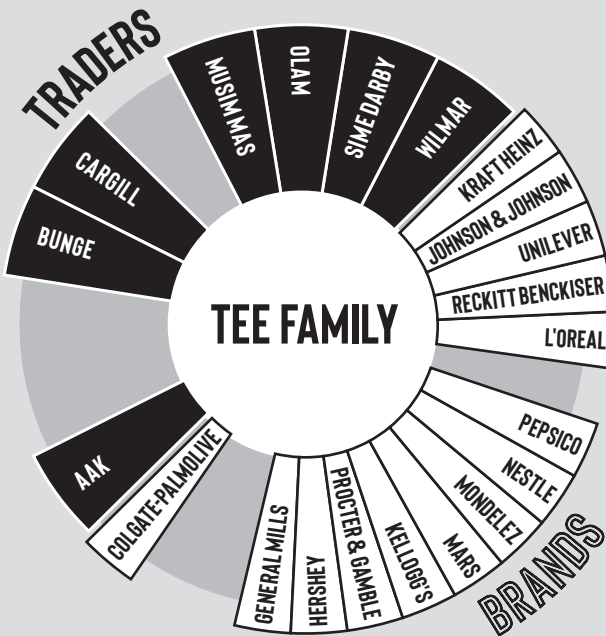 TRADERS
BUNGE
CARGILL
MUSIM MAS
OLAM
SIME DARBY
WILMAR
KRAFT HEINZ
JOHNSON & JOHNSON
UNILEVER
RECKITT BENCKISER
L'OREAL
TEE FAMILY
PEPSICO
NESTLE
MONDELEZ
MARS
KELLOGG'S
PROCTER & GAMBLE
HERSHEY
GENERAL MILLS
COLGATE-PALMOLIVE
AAK
BRANDS